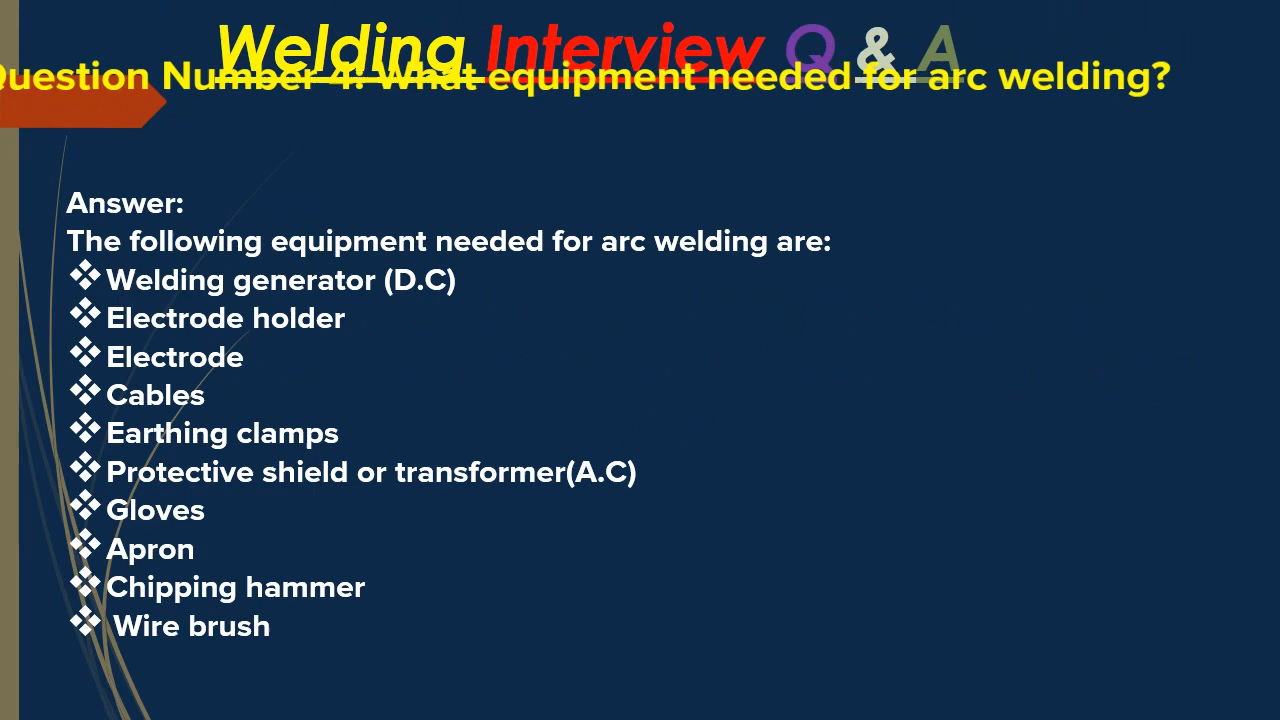 Welding Interview Q & A
Question Number 4: What equipment needed for arc welding?
Answer:
The following equipment needed for arc welding are:
❖Welding generator (D.C)
❖Electrode holder
❖Electrode
❖Cables
❖Earthing clamps
❖Protective shield or transformer(A.C)
❖Gloves
❖Apron
❖Chipping hammer
❖ Wire brush